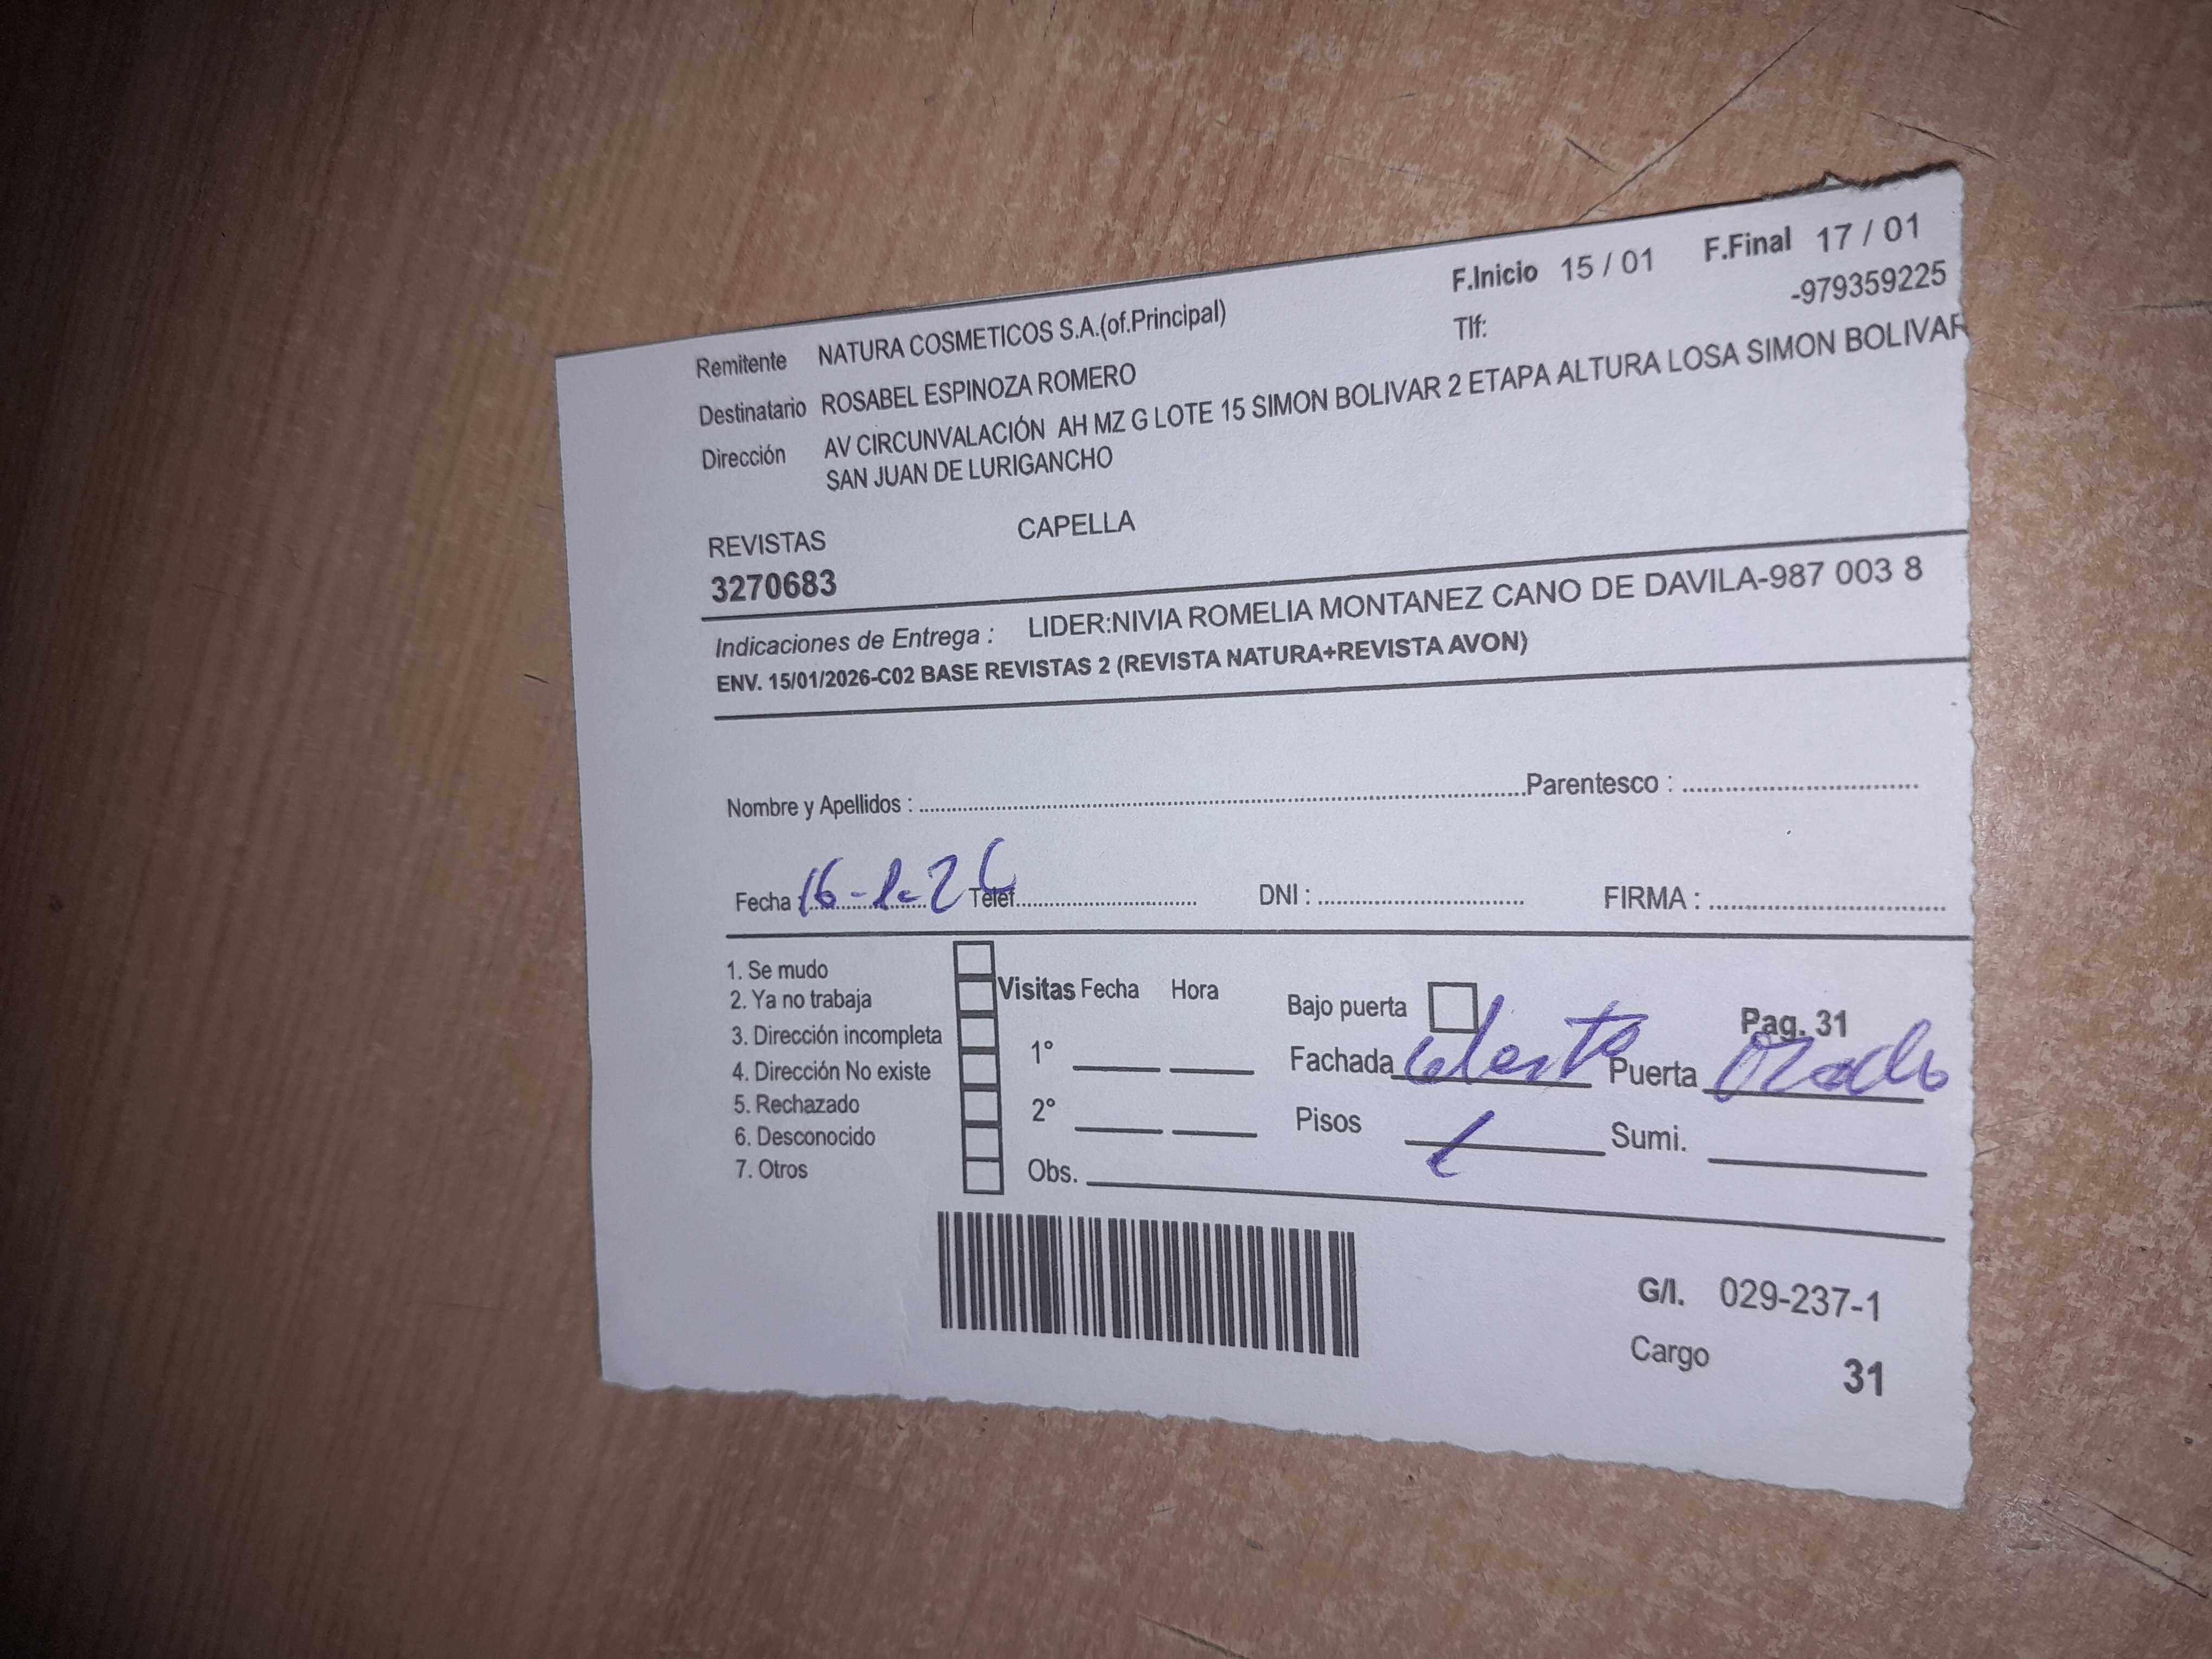 F.Inicio 15 / 01 F.Final 17 / 01
Remitente NATURA COSMETICOS S.A.(of.Principal) Tlf: -979359225
Destinatario ROSABEL ESPINOZA ROMERO
Dirección AV CIRCUNVALACIÓN AH MZ G LOTE 15 SIMON BOLIVAR 2 ETAPA ALTURA LOSA SIMON BOLIVAR
SAN JUAN DE LURIGANCHO
REVISTAS CAPELLA
3270683
Indicaciones de Entrega : LIDER:NIVIA ROMELIA MONTANEZ CANO DE DAVILA-987 003 8
ENV. 15/01/2026-C02 BASE REVISTAS 2 (REVISTA NATURA+REVISTA AVON)
Nombre y Apellidos : Parentesco :
Fecha : 16-1-26 Telef. DNI : FIRMA :
1. Se mudo
2. Ya no trabaja
3. Dirección incompleta
4. Dirección No existe
5. Rechazado
6. Desconocido
7. Otros
Visitas Fecha Hora
1°
2°
Obs.
Bajo puerta Pag. 31
Fachada celeste Puerta
Pisos 1 Sumi.
G/I. 029-237-1
Cargo 31